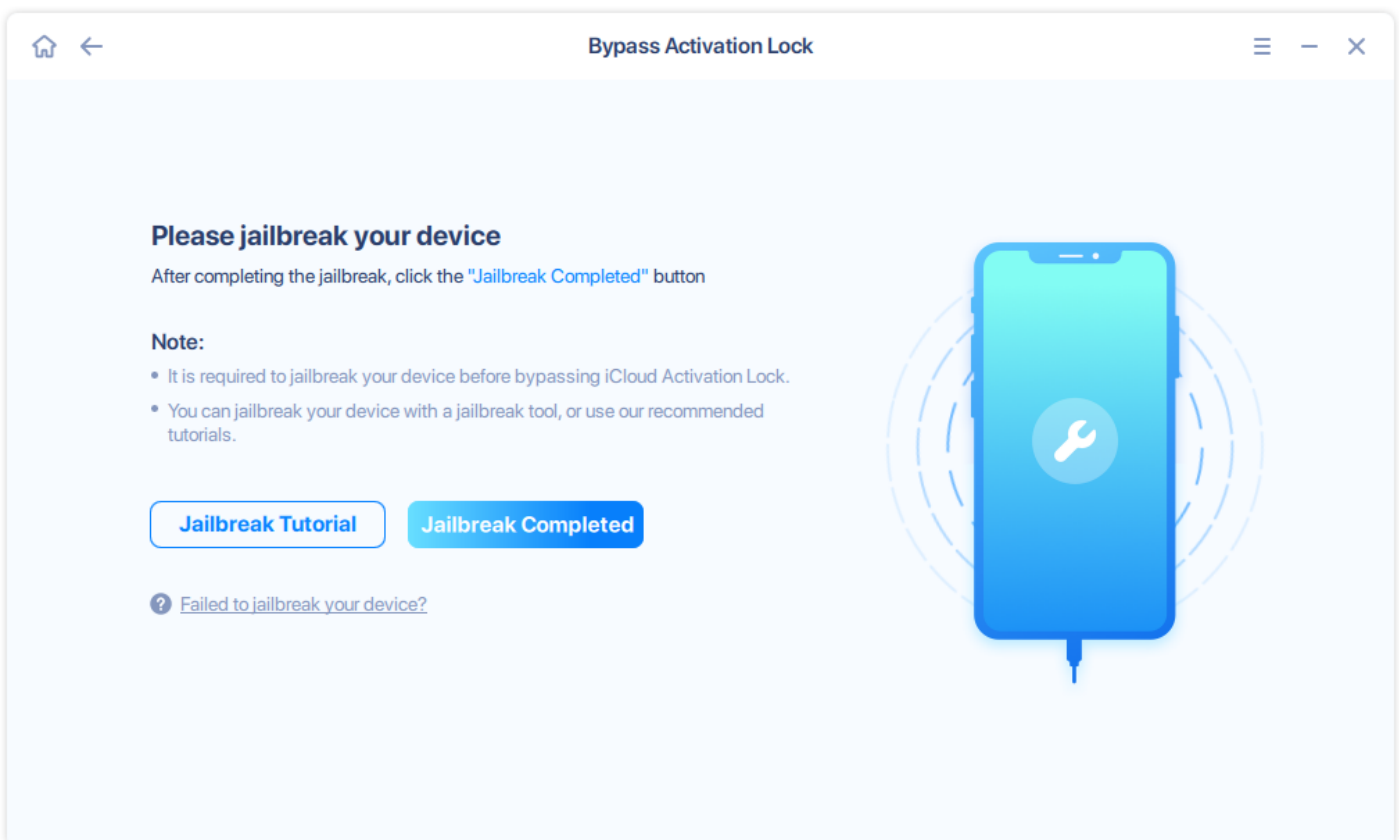 Bypass Activation Lock
Please jailbreak your device
After completing the jailbreak, click the "Jailbreak Completed" button
Note:
• It is required to jailbreak your device before bypassing iCloud Activation Lock.
• You can jailbreak your device with a jailbreak tool, or use our recommended
tutorials.
Jailbreak Tutorial
Jailbreak Completed
? Failed to jailbreak your device?